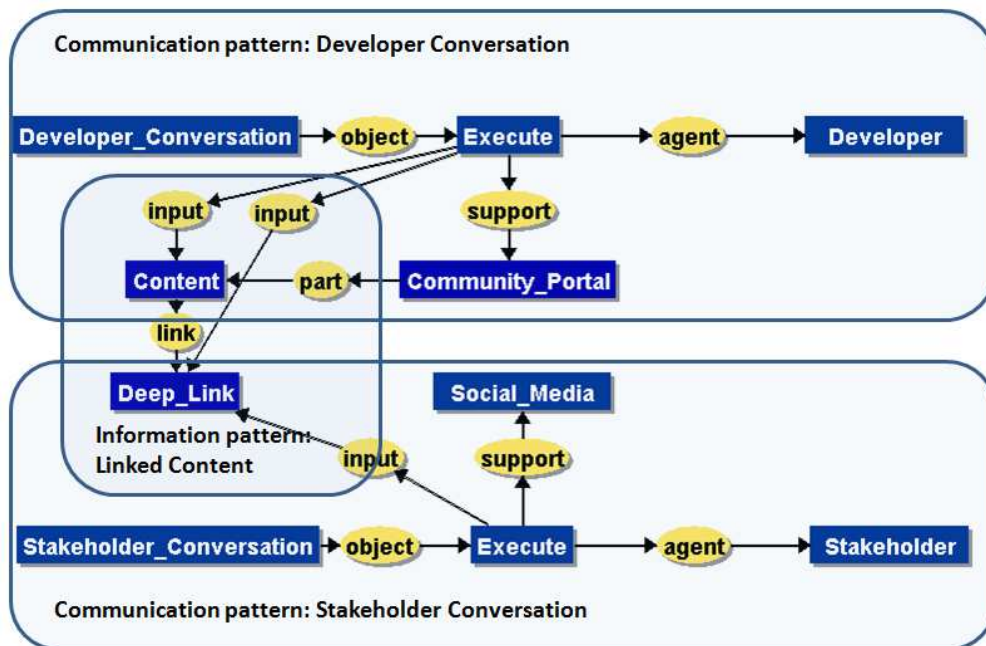 Communication pattern: Developer Conversation
Developer_Conversation object Execute agent Developer
input input support
Content part Community_Portal
link
Deep_Link Social_Media
Information pattern:
Linked Content
input support
Stakeholder_Conversation object Execute agent Stakeholder
Communication pattern: Stakeholder Conversation